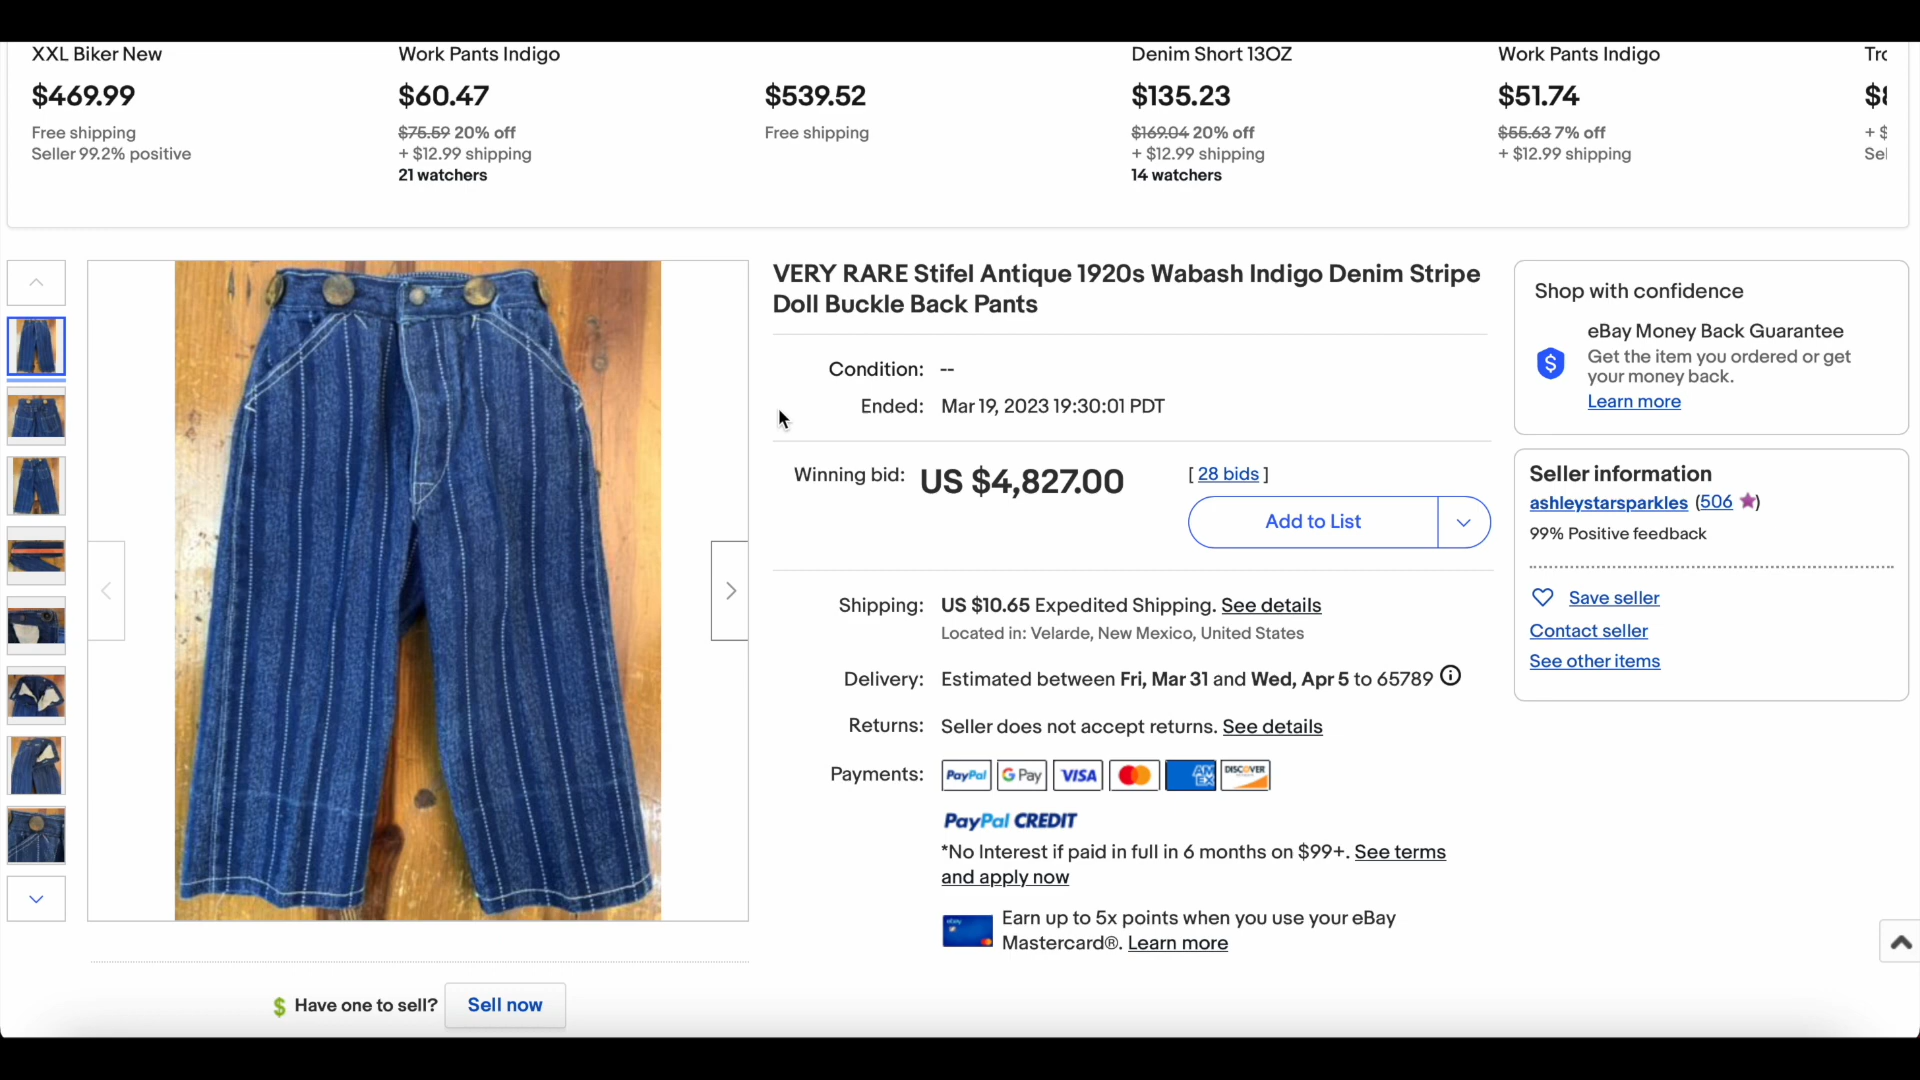 XXL Biker New
$469.99
Free shipping
Seller 99.2% positive
Work Pants Indigo
$60.47
$75.59 20% off
+ $12.99 shipping
21 watchers
$539.52
Free shipping
Denim Short 13OZ
$135.23
$169.04 20% off
+ $12.99 shipping
14 watchers
Work Pants Indigo
$51.74
$55.63 7% off
+ $12.99 shipping
+ $
VERY RARE Stifel Antique 1920s Wabash Indigo Denim Stripe
Doll Buckle Back Pants
Condition: --
Ended: Mar 19, 2023 19:30:01 PDT
Winning bid: US $4,827.00
[ 28 bids ]
Add to List
Shipping: US $10.65 Expedited Shipping. See details
Located in: Velarde, New Mexico, United States
Delivery: Estimated between Fri, Mar 31 and Wed, Apr 5 to 65789
Returns: Seller does not accept returns. See details
Payments: PayPal G Pay VISA AMEX DISCOVER
PayPal CREDIT
*No Interest if paid in full in 6 months on $99+. See terms
and apply now
Earn up to 5x points when you use your eBay
Mastercard®. Learn more
Shop with confidence
eBay Money Back Guarantee
Get the item you ordered or get
your money back.
Learn more
Seller information
ashleystarsparkles (506)
99% Positive feedback
Save seller
Contact seller
See other items
Have one to sell? Sell now